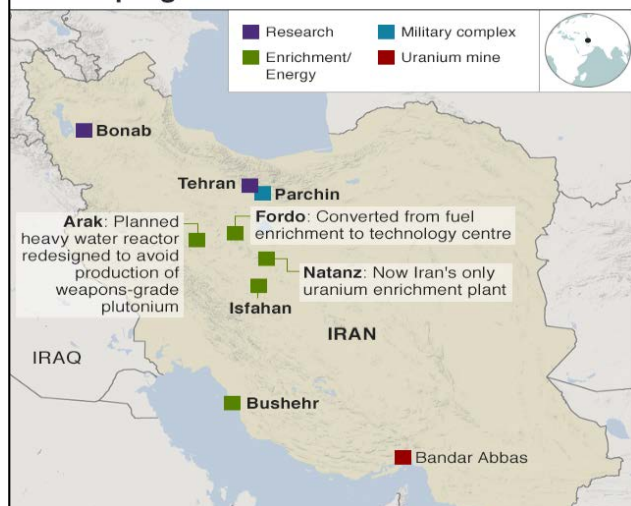 Research
Military complex
Enrichment/
Energy
Uranium mine
Bonab
Tehran
Parchin
Arak: Planned
heavy water reactor
redesigned to avoid
production of
weapons-grade
plutonium
Fordo: Converted from fuel
enrichment to technology centre
Natanz: Now Iran's only
uranium enrichment plant
Isfahan
IRAN
IRAQ
Bushehr
Bandar Abbas